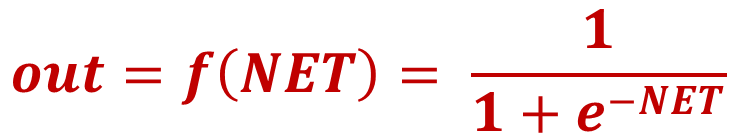 out = f(NET) = 1 / (1 + e^{-NET})